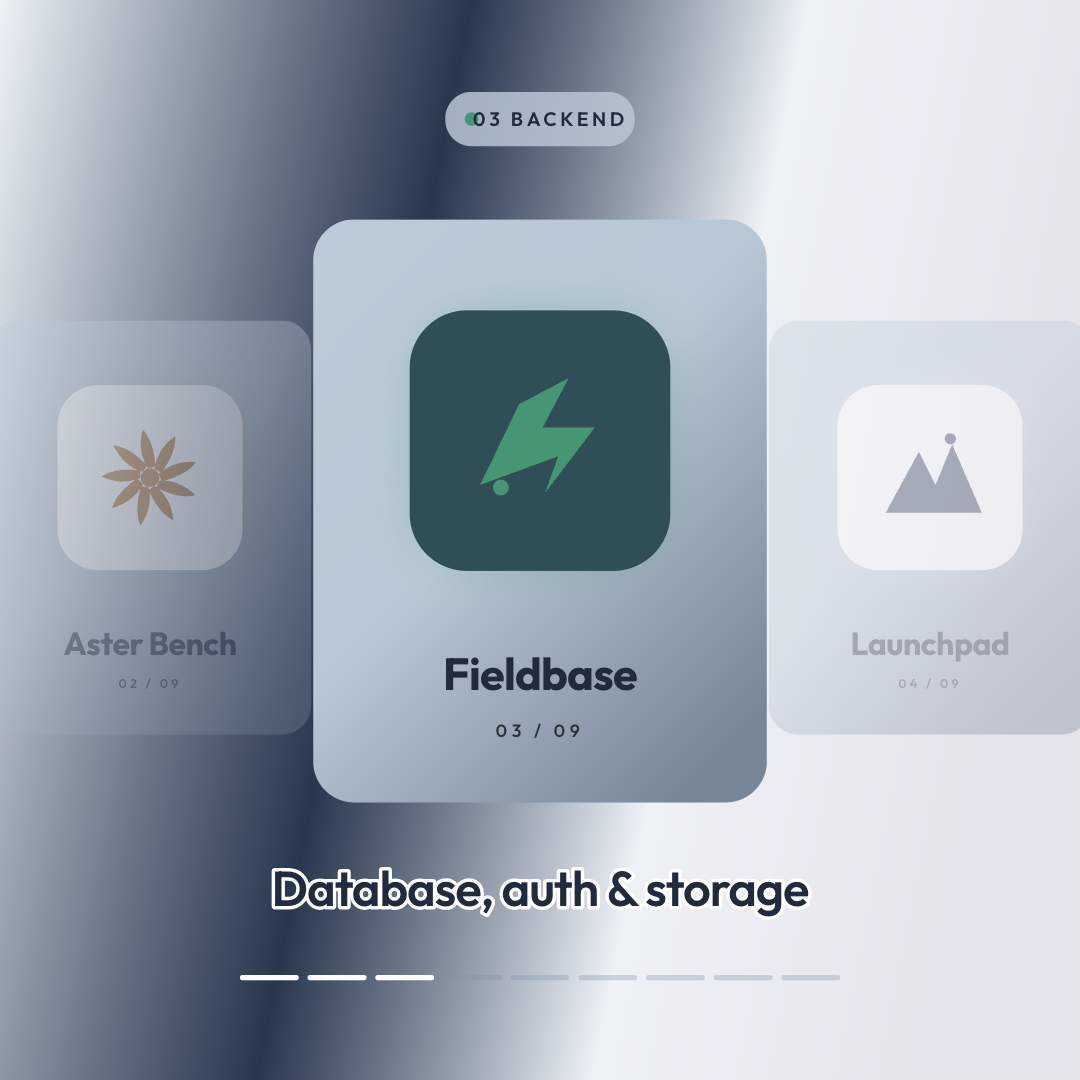 03 BACKEND
Aster Bench
02 / 09
Fieldbase
03 / 09
Launchpad
04 / 09
Database, auth & storage